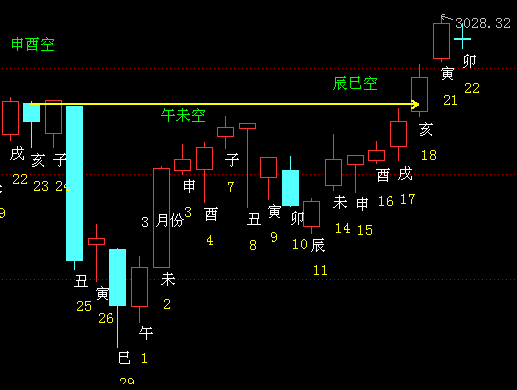 3028.32
申酉空
卯
寅
22
辰巳空
21
午未空
亥
戌
亥
子
子
18
22
23
24
申
酉
戌
3
酉
未
申
16
17
9
7
3 月份
丑
寅
卯
14
15
4
8
9
10
辰
丑
未
11
寅
25
2
26
午
巳
1
29